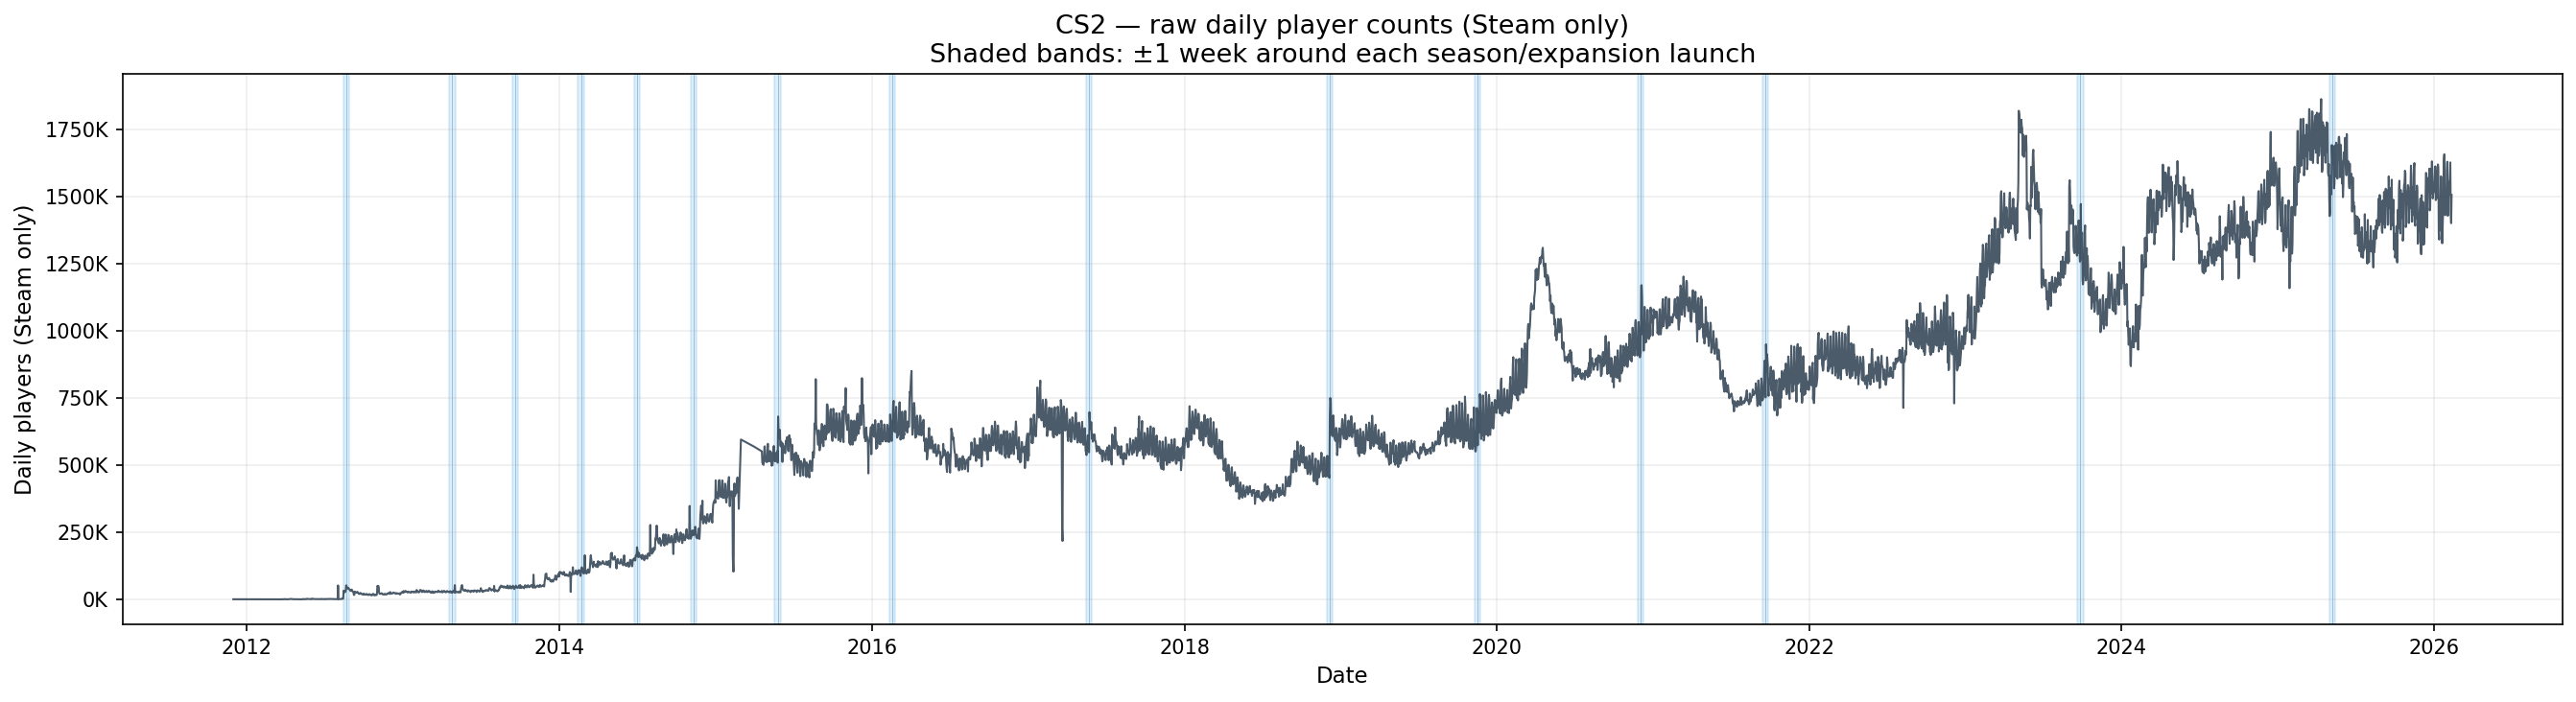 CS2 — raw daily player counts (Steam only)
Shaded bands: ±1 week around each season/expansion launch
Daily players (Steam only)
1750K
1500K
1250K
1000K
750K
500K
250K
0K
2012 2014 2016 2018 2020 2022 2024 2026
Date